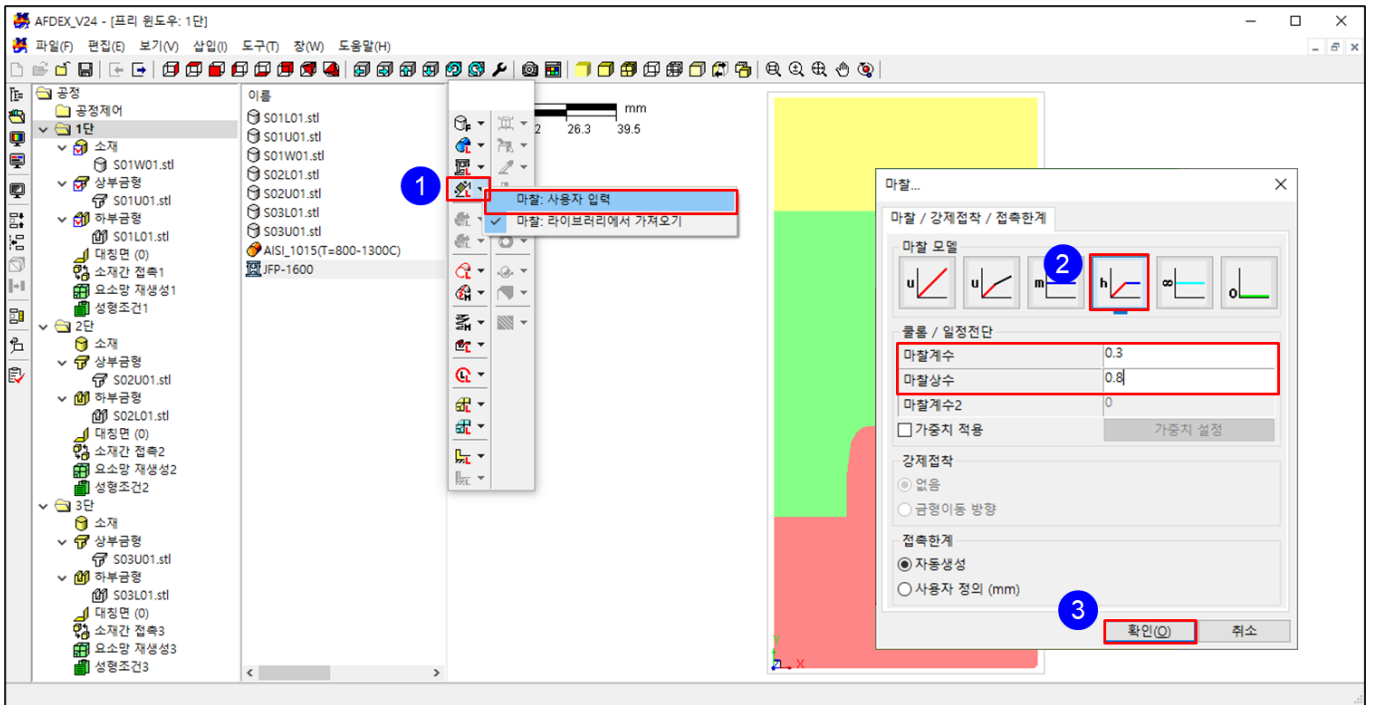 AFDEX_V24 - [프리 윈도우: 1단]
파일(F) 편집(E) 보기(V) 삽입(I) 도구(T) 창(W) 도움말(H)
공정
공정제어
1단
소재
S01W01.stl
상부금형
S01U01.stl
하부금형
S01L01.stl
대칭면 (0)
소재간 접촉1
요소망 재생성1
성형조건1
2단
소재
상부금형
S02U01.stl
하부금형
S02L01.stl
대칭면 (0)
소재간 접촉2
요소망 재생성2
성형조건2
3단
소재
상부금형
S03U01.stl
하부금형
S03L01.stl
대칭면 (0)
소재간 접촉3
요소망 재생성3
성형조건3
이름
S01L01.stl
S01U01.stl
S01W01.stl
S02L01.stl
S02U01.stl
S03L01.stl
S03U01.stl
AISI_1015(T=800-1300C)
JFP-1600
mm
2 26.3 39.5
1
마찰: 사용자 입력
마찰: 라이브러리에서 가져오기
Y
Z X
마찰...
마찰 / 강제접착 / 접촉한계
마찰 모델
2
u u m h ∞ 0
쿨롱 / 일정전단
마찰계수 0.3
마찰상수 0.8
마찰계수2 0
가중치 적용 가중치 설정
강제접착
없음
금형이동 방향
접촉한계
자동생성
사용자 정의 (mm)
3
확인(O) 취소